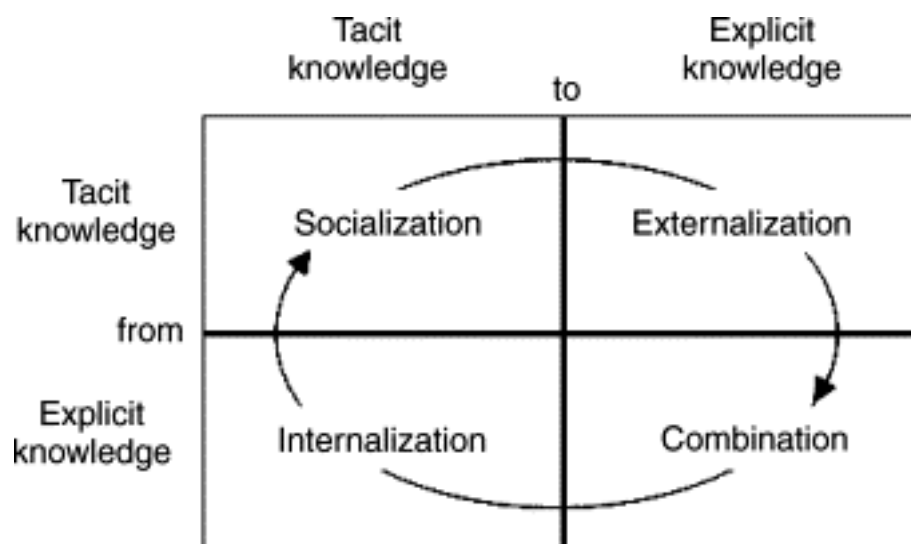 Tacit
knowledge
Explicit
knowledge
to
Tacit
knowledge
Socialization
Externalization
from
Explicit
knowledge
Internalization
Combination